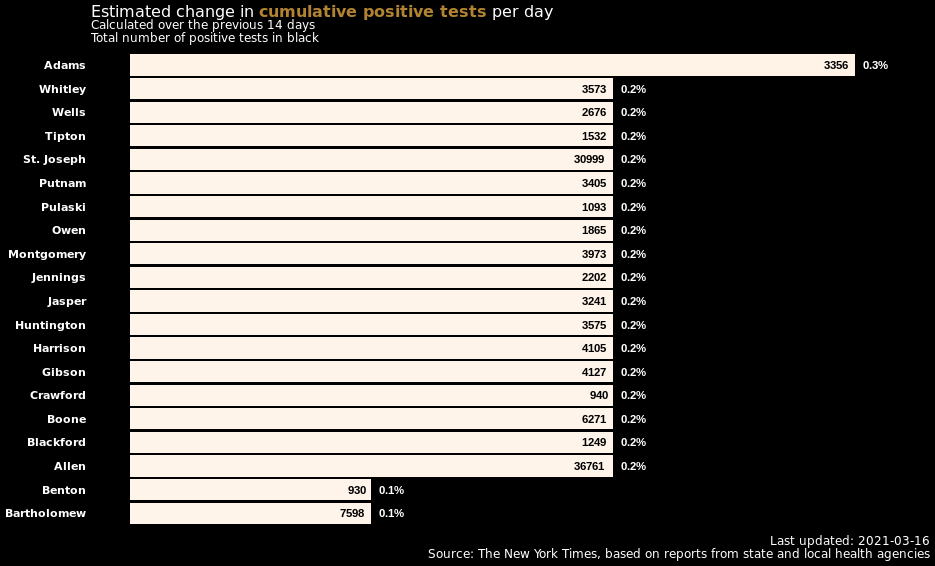 Estimated change in cumulative positive tests per day
Calculated over the previous 14 days
Total number of positive tests in black
Adams 3356 0.3%
Whitley 3573 0.2%
Wells 2676 0.2%
Tipton 1532 0.2%
St. Joseph 30999 0.2%
Putnam 3405 0.2%
Pulaski 1093 0.2%
Owen 1865 0.2%
Montgomery 3973 0.2%
Jennings 2202 0.2%
Jasper 3241 0.2%
Huntington 3575 0.2%
Harrison 4105 0.2%
Gibson 4127 0.2%
Crawford 940 0.2%
Boone 6271 0.2%
Blackford 1249 0.2%
Allen 36761 0.2%
Benton 930 0.1%
Bartholomew 7598 0.1%
Last updated: 2021-03-16
Source: The New York Times, based on reports from state and local health agencies